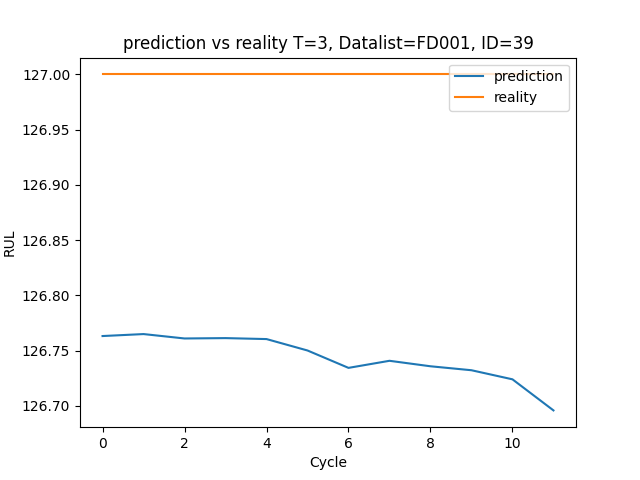 prediction vs reality T=3, Datalist=FD001, ID=39
127.00
126.95
126.90
126.85
126.80
126.75
126.70
RUL
prediction
reality
0 2 4 6 8 10
Cycle